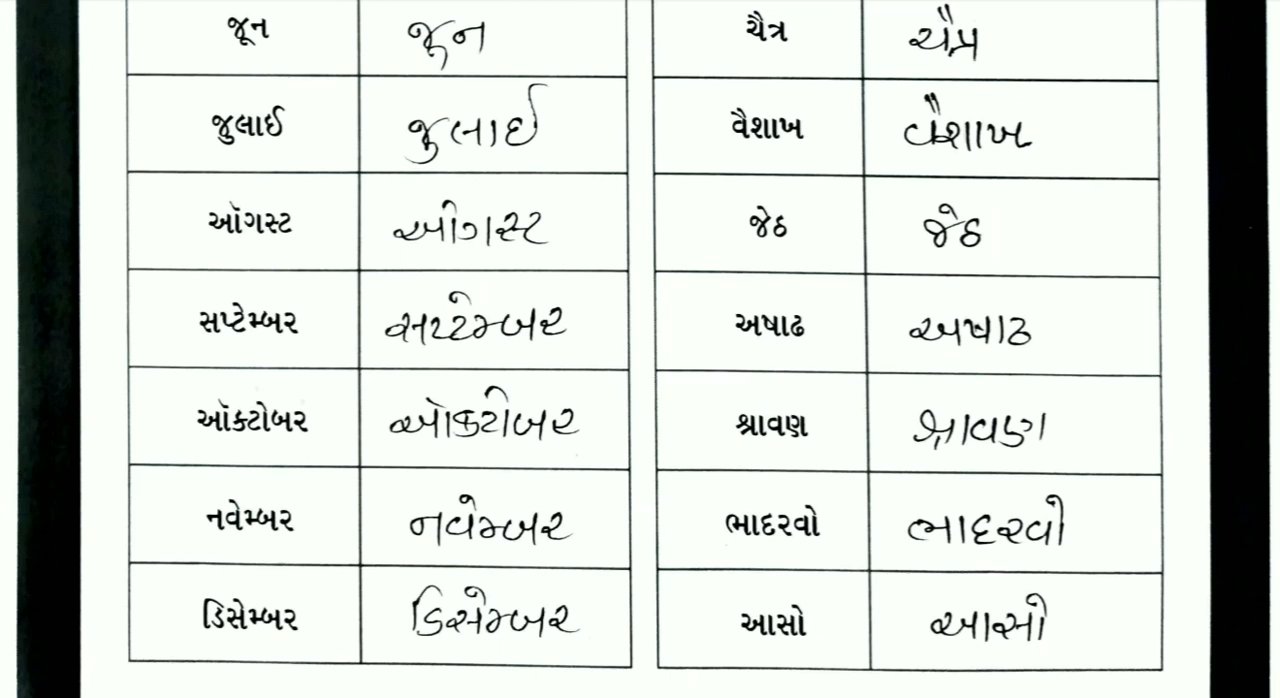 જૂન જૂન ચૈત્ર ચૈત્ર
જુલાઈ જુલાઈ વૈશાખ વૈશાખ
ઑગસ્ટ ઑગસ્ટ જેઠ જેઠ
સપ્ટેમ્બર સપ્ટેમ્બર અષાઢ અષાઢ
ઑક્ટોબર ઑક્ટોબર શ્રાવણ શ્રાવણ
નવેમ્બર નવેમ્બર ભાદરવો ભાદરવો
ડિસેમ્બર ડિસેમ્બર આસો આસો